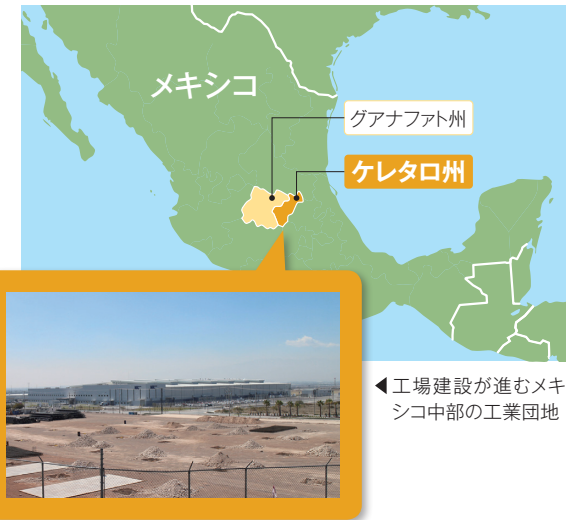 メキシコ
グアナファト州
ケレタロ州
◀工場建設が進むメキ
シコ中部の工業団地